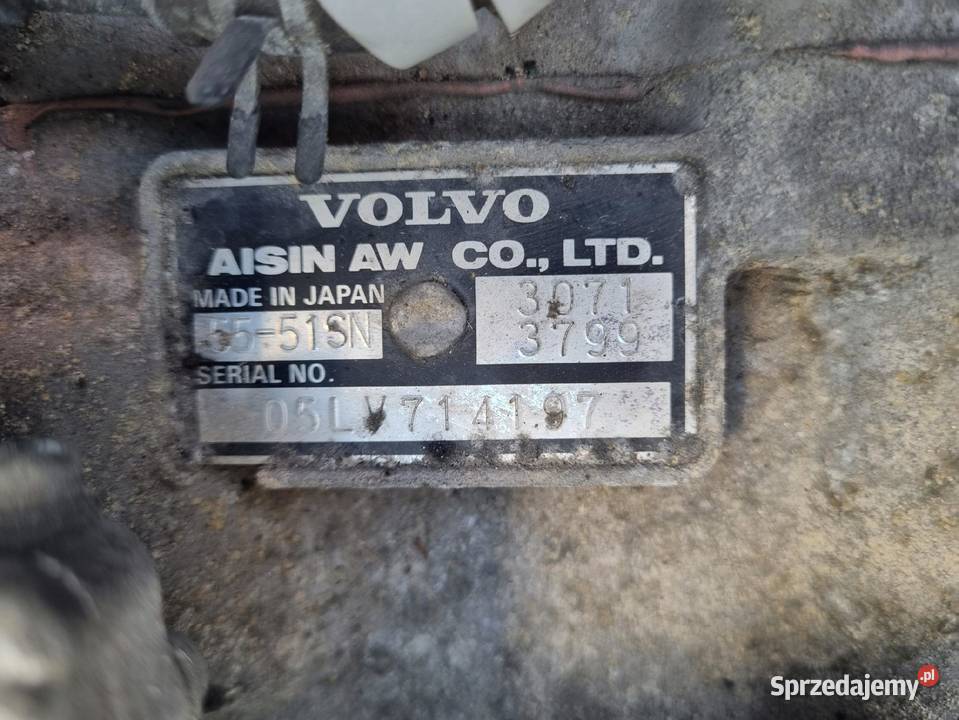 VOLVO
AISIN AW CO., LTD.
MADE IN JAPAN
3071
55-51SN
3799
SERIAL NO.
05LV714197
Sprzedajemy.pl